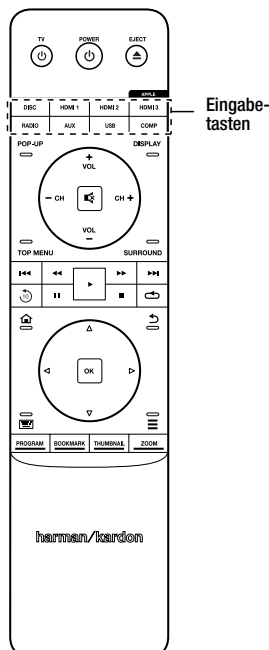 TV POWER EJECT
APPLE
DISC HDMI 1 HDMI 2 HDMI 3
RADIO AUX USB COMP
Eingabe-
tasten
POP-UP DISPLAY
+
VOL
– CH CH +
VOL
–
TOP MENU SURROUND
10
OK
PROGRAM BOOKMARK THUMBNAIL ZOOM
harman/kardon